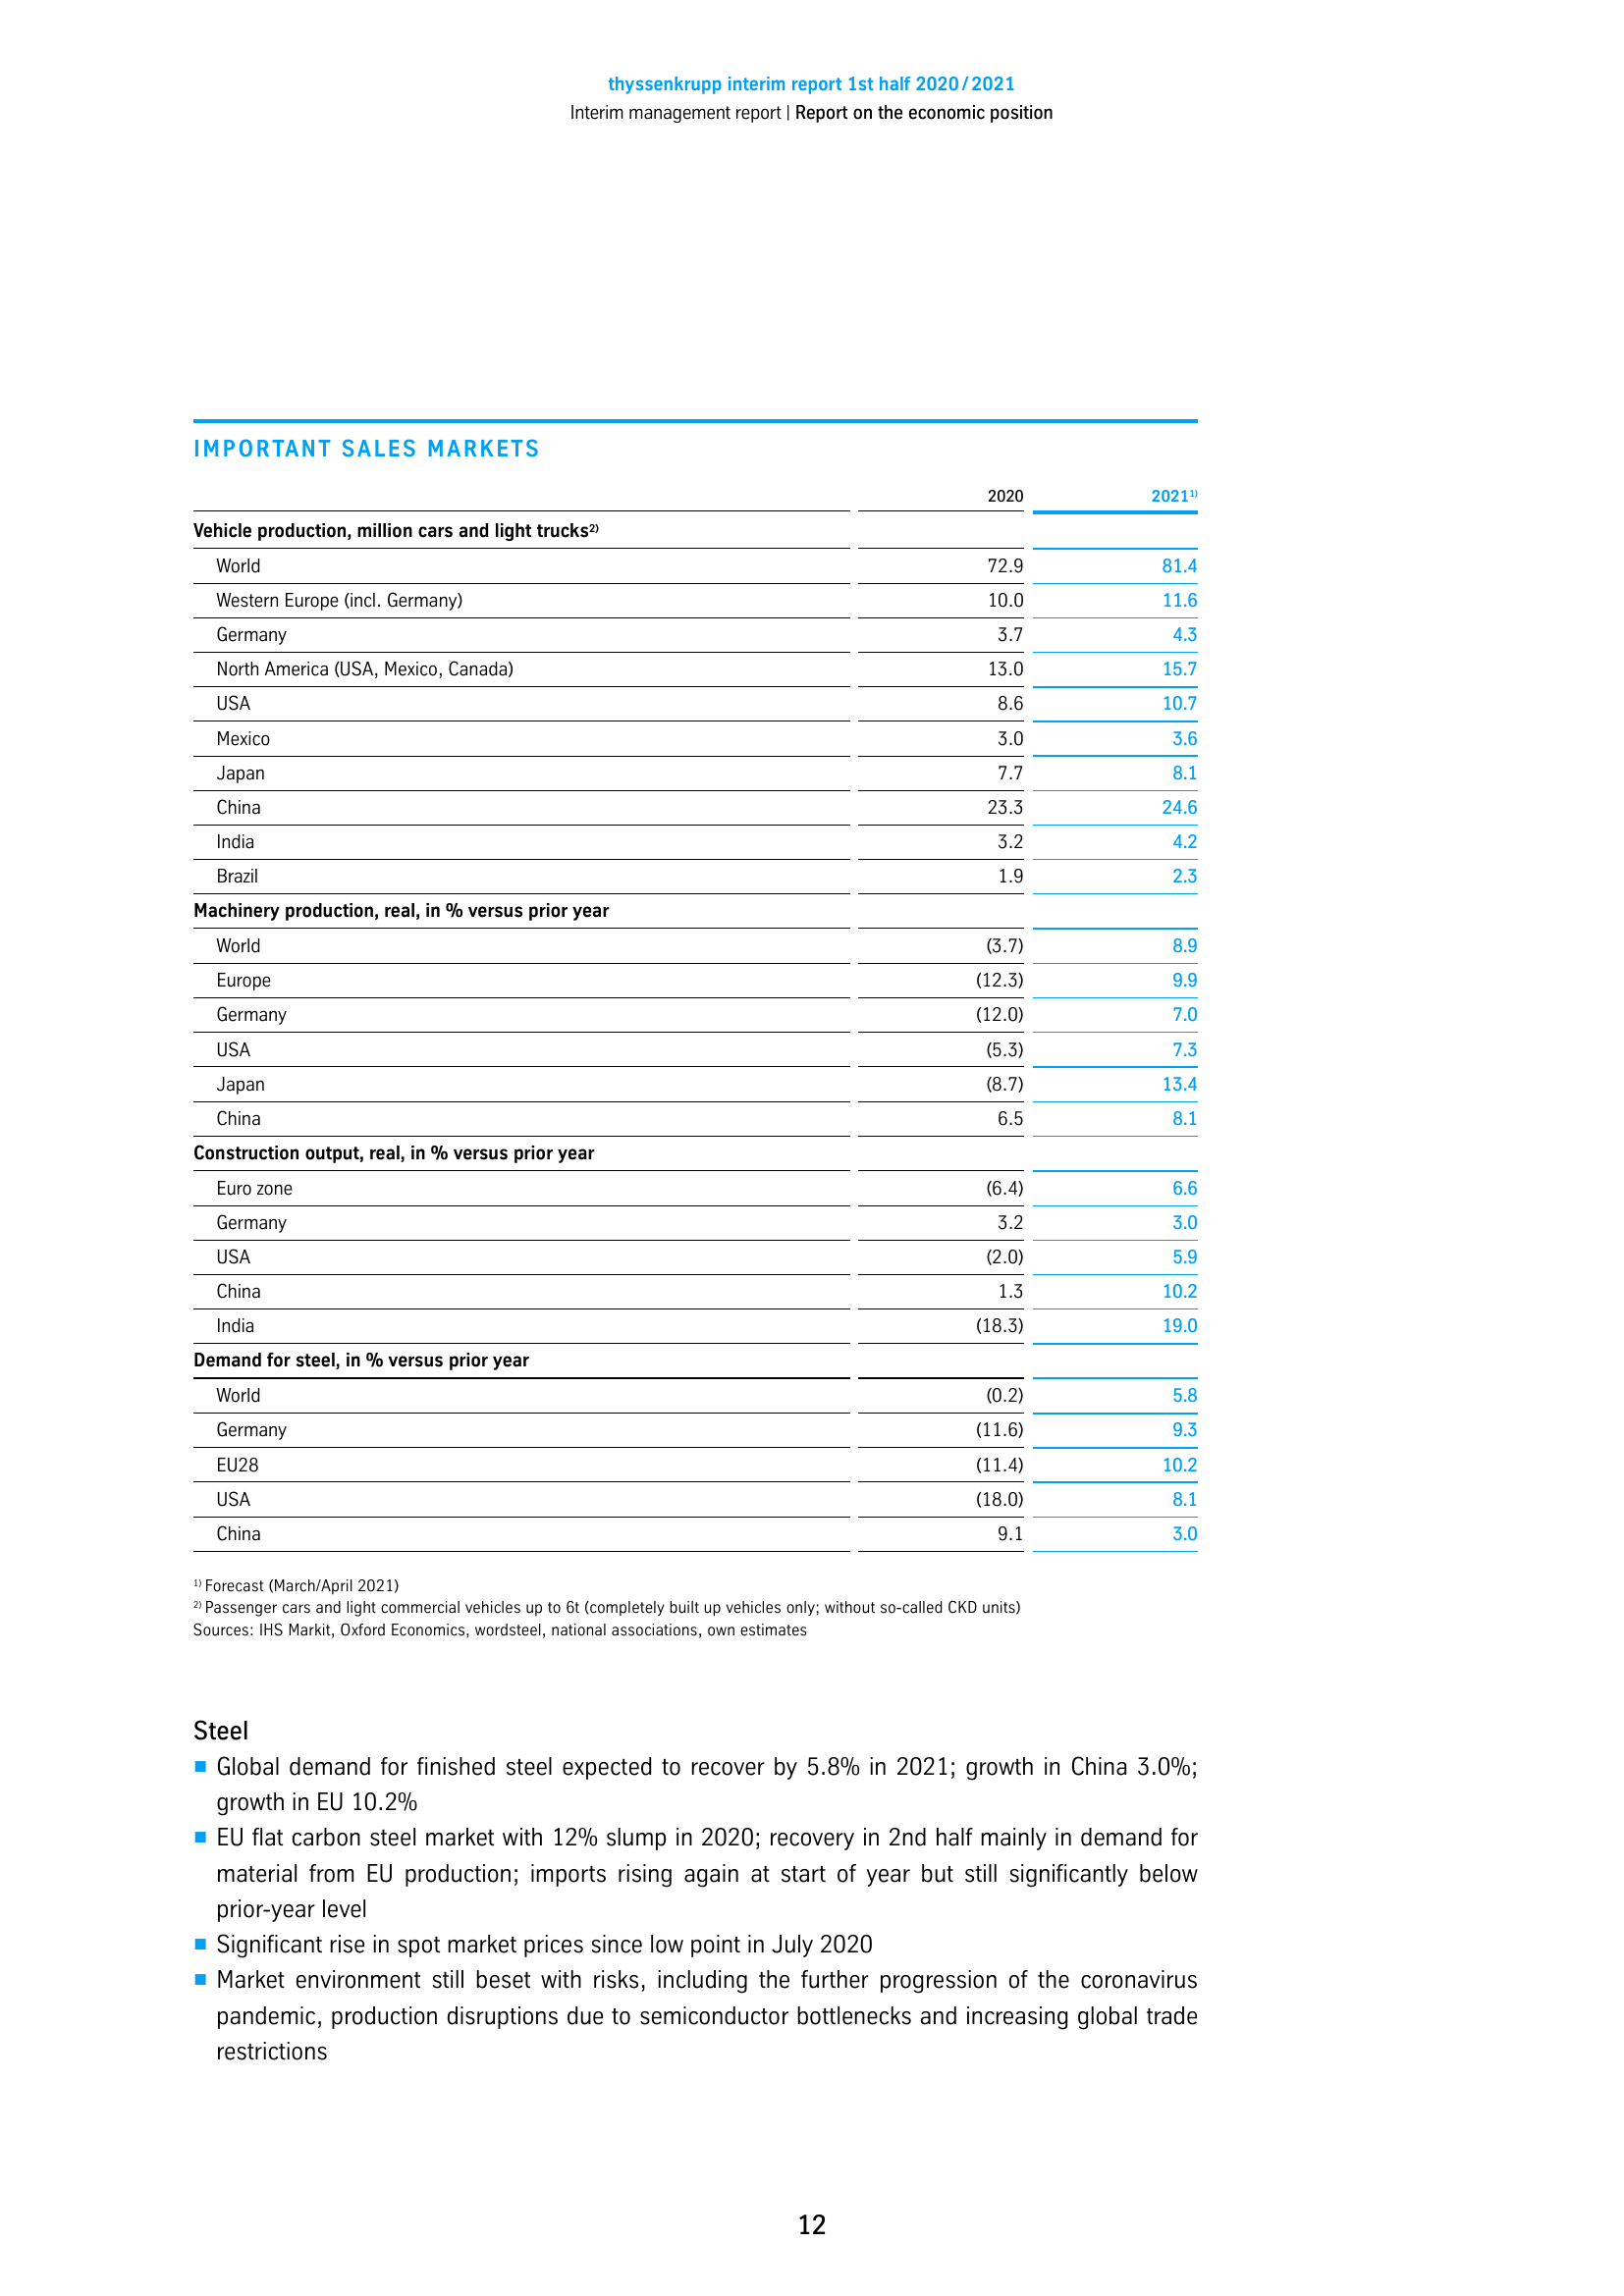 thyssenkrupp interim report 1st half 2020 / 2021
Interim management report | Report on the economic position
IMPORTANT SALES MARKETS
2020 2021¹⁾
Vehicle production, million cars and light trucks²⁾
World 72.9 81.4
Western Europe (incl. Germany) 10.0 11.6
Germany 3.7 4.3
North America (USA, Mexico, Canada) 13.0 15.7
USA 8.6 10.7
Mexico 3.0 3.6
Japan 7.7 8.1
China 23.3 24.6
India 3.2 4.2
Brazil 1.9 2.3
Machinery production, real, in % versus prior year
World (3.7) 8.9
Europe (12.3) 9.9
Germany (12.0) 7.0
USA (5.3) 7.3
Japan (8.7) 13.4
China 6.5 8.1
Construction output, real, in % versus prior year
Euro zone (6.4) 6.6
Germany 3.2 3.0
USA (2.0) 5.9
China 1.3 10.2
India (18.3) 19.0
Demand for steel, in % versus prior year
World (0.2) 5.8
Germany (11.6) 9.3
EU28 (11.4) 10.2
USA (18.0) 8.1
China 9.1 3.0
¹⁾ Forecast (March/April 2021)
²⁾ Passenger cars and light commercial vehicles up to 6t (completely built up vehicles only; without so-called CKD units)
Sources: IHS Markit, Oxford Economics, wordsteel, national associations, own estimates
Steel
■ Global demand for finished steel expected to recover by 5.8% in 2021; growth in China 3.0%;
growth in EU 10.2%
■ EU flat carbon steel market with 12% slump in 2020; recovery in 2nd half mainly in demand for
material from EU production; imports rising again at start of year but still significantly below
prior-year level
■ Significant rise in spot market prices since low point in July 2020
■ Market environment still beset with risks, including the further progression of the coronavirus
pandemic, production disruptions due to semiconductor bottlenecks and increasing global trade
restrictions
12